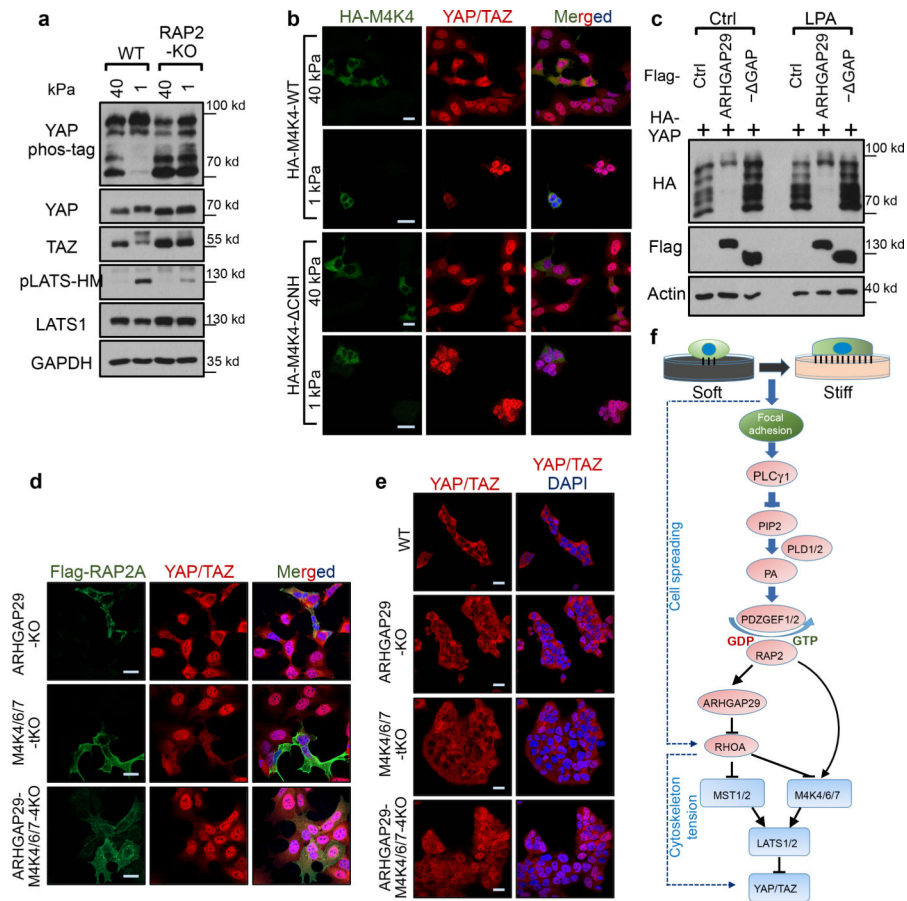 a
WT
RAP2
-KO
kPa
40
1
40
1
100 kd
YAP
phos-tag
70 kd
YAP
70 kd
TAZ
55 kd
pLATS-HM
130 kd
LATS1
130 kd
GAPDH
35 kd
b
HA-M4K4
YAP/TAZ
Merged
HA-M4K4-WT
40 kPa
1 kPa
HA-M4K4-ΔCNH
40 kPa
1 kPa
c
Ctrl
LPA
Flag-
Ctrl
ARHGAP29
-ΔGAP
Ctrl
ARHGAP29
-ΔGAP
HA-
YAP
+ + + + + +
100 kd
HA
70 kd
Flag
130 kd
Actin
40 kd
d
Flag-RAP2A
YAP/TAZ
Merged
ARHGAP29
-KO
M4K4/6/7
-tKO
ARHGAP29-
M4K4/6/7-4KO
e
YAP/TAZ
YAP/TAZ
DAPI
WT
ARHGAP29
-KO
M4K4/6/7
-tKO
ARHGAP29-
M4K4/6/7-4KO
f
Soft
Stiff
Focal
adhesion
PLCγ1
PIP2
PLD1/2
PA
PDZGEF1/2
GDP
GTP
RAP2
ARHGAP29
RHOA
MST1/2
M4K4/6/7
LATS1/2
YAP/TAZ
Cell spreading
Cytoskeleton
tension